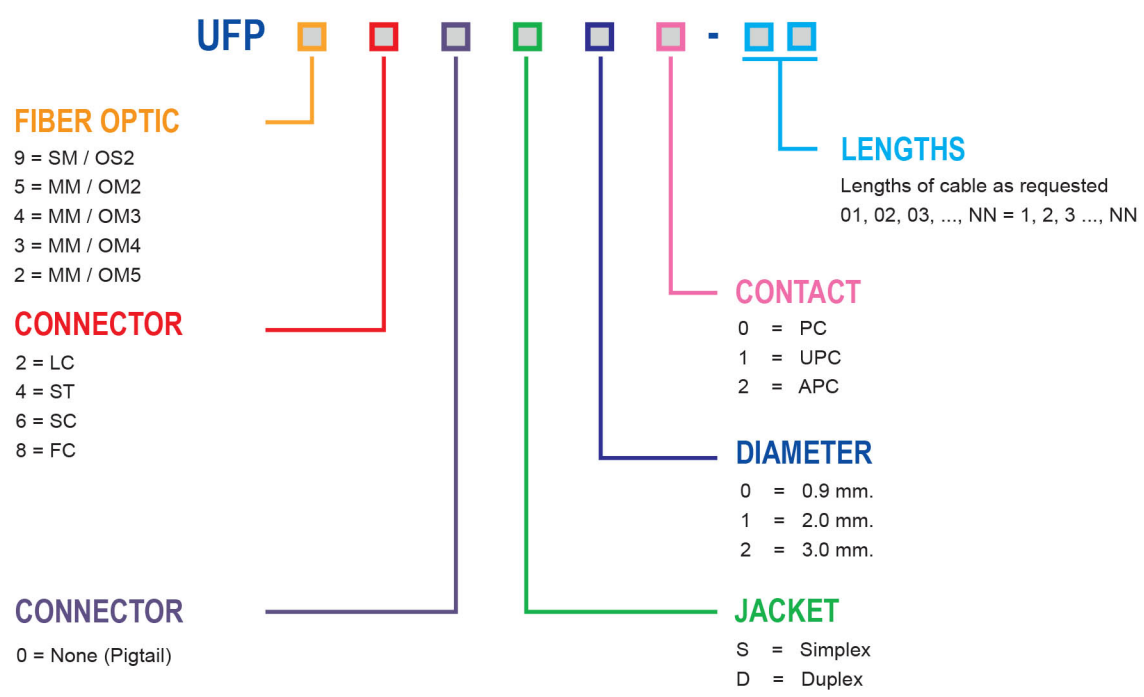 UFP -
FIBER OPTIC
9 = SM / OS2
5 = MM / OM2
4 = MM / OM3
3 = MM / OM4
2 = MM / OM5
CONNECTOR
2 = LC
4 = ST
6 = SC
8 = FC
CONNECTOR
0 = None (Pigtail)
LENGTHS
Lengths of cable as requested
01, 02, 03, ..., NN = 1, 2, 3 ..., NN
CONTACT
0 = PC
1 = UPC
2 = APC
DIAMETER
0 = 0.9 mm.
1 = 2.0 mm.
2 = 3.0 mm.
JACKET
S = Simplex
D = Duplex